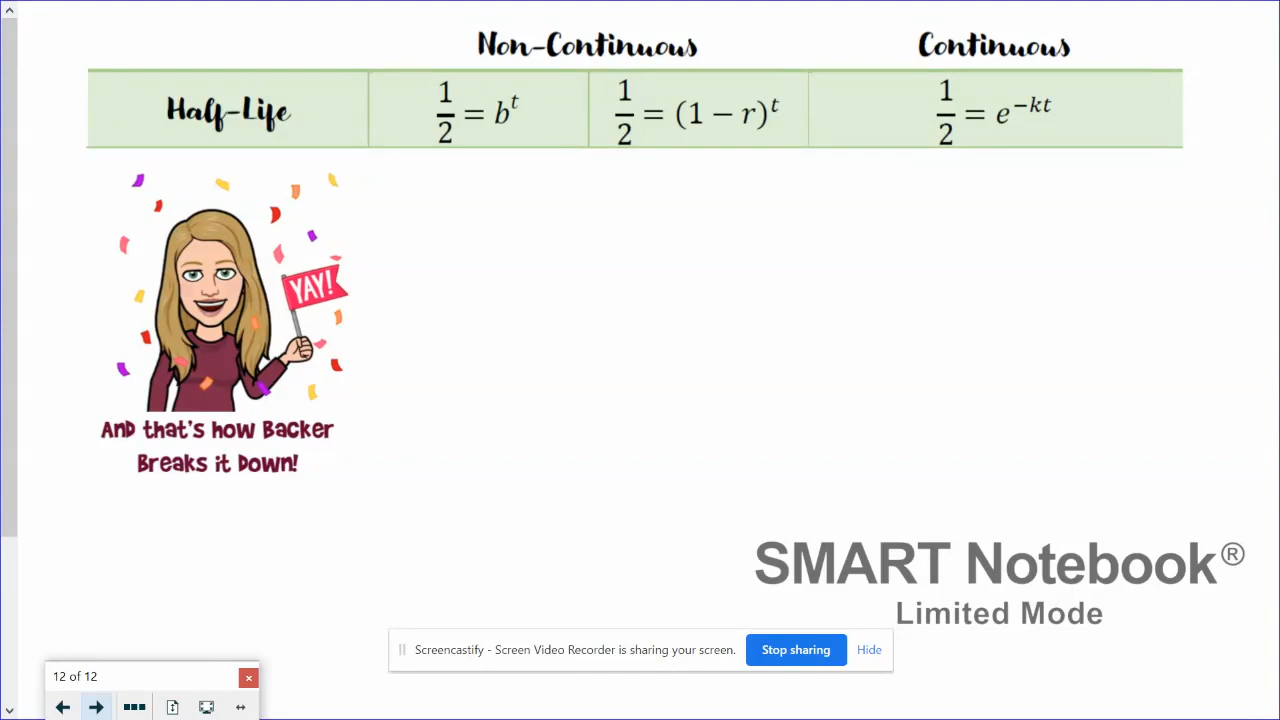 Non-Continuous Continuous
Half-Life 1/2 = b^t 1/2 = (1 − r)^t 1/2 = e^{−kt}
YAY!
And that's how Backer
Breaks it Down!
SMART Notebook®
Limited Mode
Screencastify - Screen Video Recorder is sharing your screen. Stop sharing Hide
12 of 12